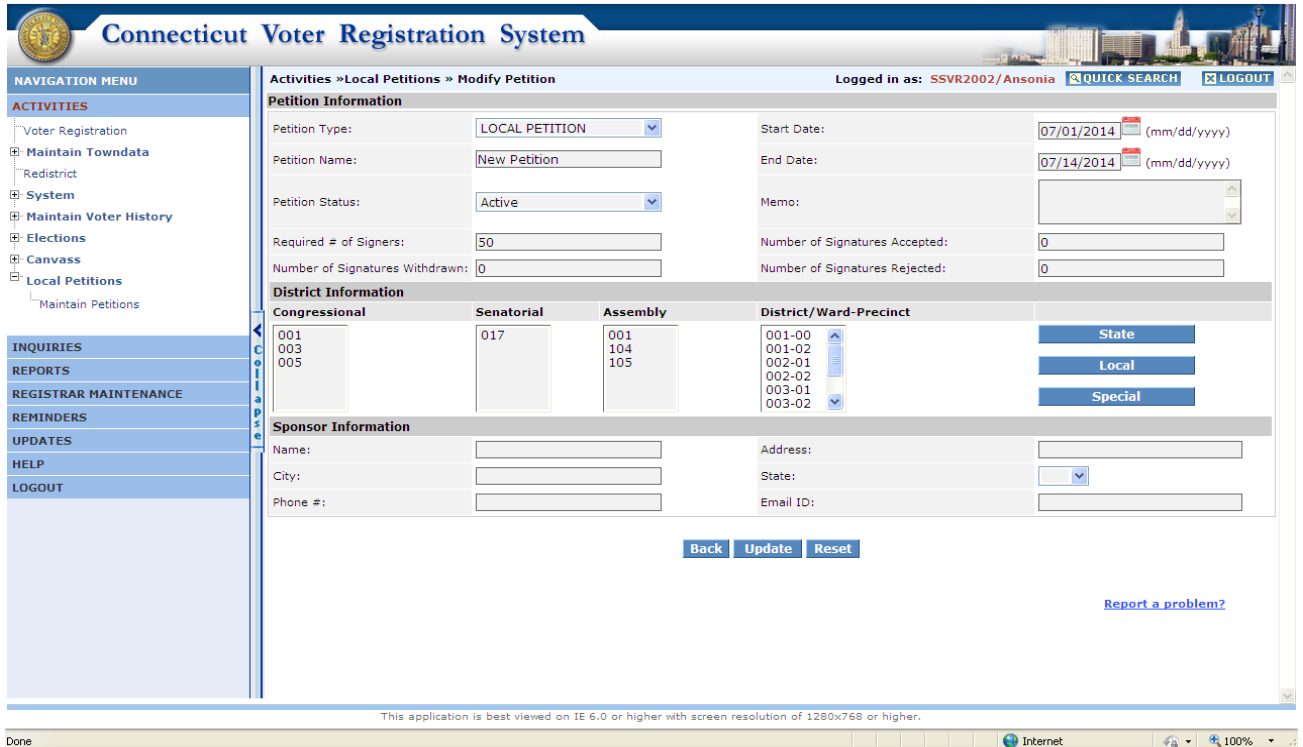 Connecticut Voter Registration System
NAVIGATION MENU
ACTIVITIES
Voter Registration
Maintain Towndata
Redistrict
System
Maintain Voter History
Elections
Canvass
Local Petitions
Maintain Petitions
INQUIRIES
REPORTS
REGISTRAR MAINTENANCE
REMINDERS
UPDATES
HELP
LOGOUT
Collapse
Activities »Local Petitions » Modify Petition Logged in as: SSVR2002/Ansonia QUICK SEARCH LOGOUT
Petition Information
Petition Type: LOCAL PETITION Start Date: 07/01/2014 (mm/dd/yyyy)
Petition Name: New Petition End Date: 07/14/2014 (mm/dd/yyyy)
Petition Status: Active Memo:
Required # of Signers: 50 Number of Signatures Accepted: 0
Number of Signatures Withdrawn: 0 Number of Signatures Rejected: 0
District Information
Congressional Senatorial Assembly District/Ward-Precinct
001 017 001 001-00 State
003 104 001-02
005 105 002-01 Local
002-02
003-01 Special
003-02
Sponsor Information
Name: Address:
City: State:
Phone #: Email ID:
Back Update Reset
Report a problem?
This application is best viewed on IE 6.0 or higher with screen resolution of 1280x768 or higher.
Done Internet 100%